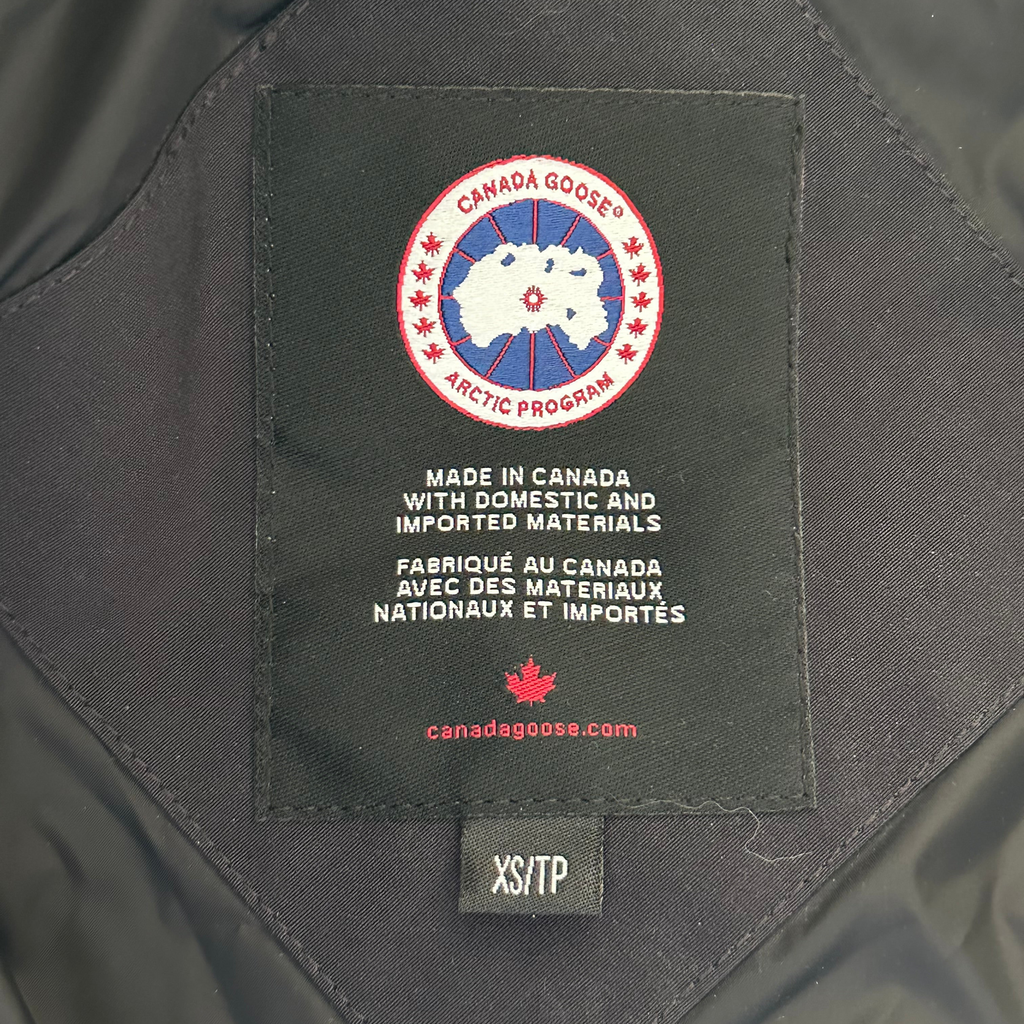 CANADA GOOSE®
ARCTIC PROGRAM
MADE IN CANADA
WITH DOMESTIC AND
IMPORTED MATERIALS
FABRIQUÉ AU CANADA
AVEC DES MATERIAUX
NATIONAUX ET IMPORTÉS
canadagoose.com
XS/TP